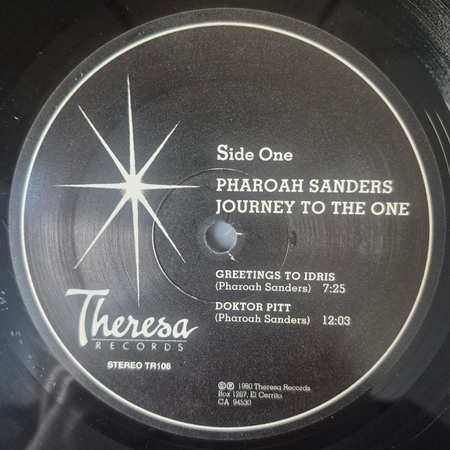 Side One
PHAROAH SANDERS
JOURNEY TO THE ONE
GREETINGS TO IDRIS
(Pharoah Sanders) 7:25
DOKTOR PITT
(Pharoah Sanders) 12:03
Theresa
RECORDS
STEREO TR108
©℗ 1980 Theresa Records
Box 1267, El Cerrito
CA 94530